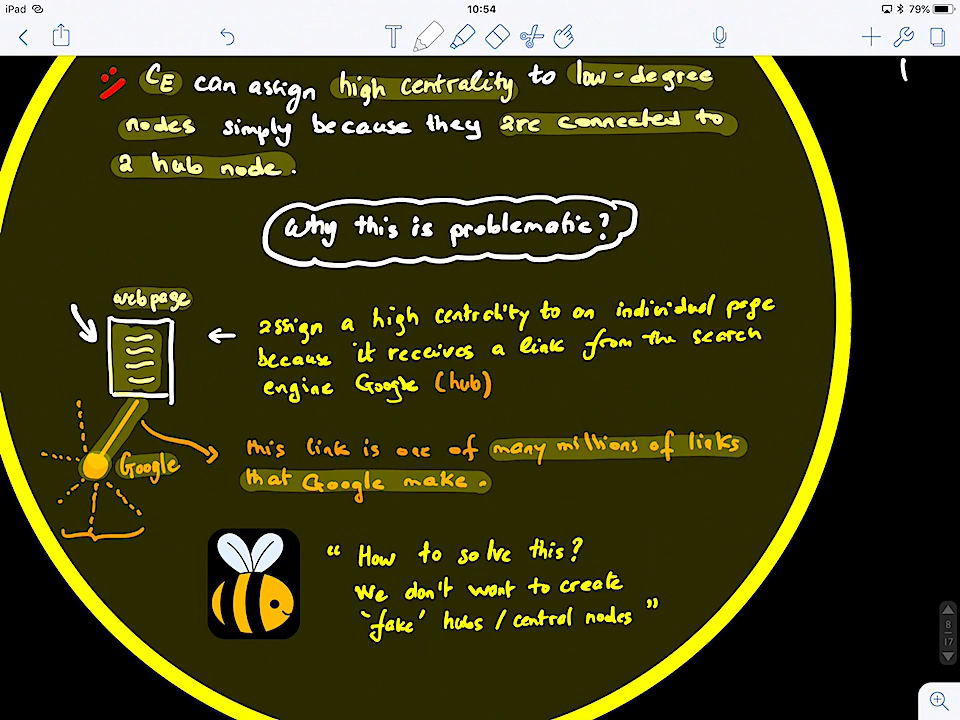 iPad
10:54
79%
CE can assign high centrality to low-degree
nodes simply because they are connected to
a hub node.
Why this is problematic?
webpage
assign a high centrality to an individual page
because it receives a link from the search
engine Google (hub)
Google
this link is one of many millions of links
that Google make.
" How to solve this?
We don't want to create
'fake' hubs / central nodes "
8
17